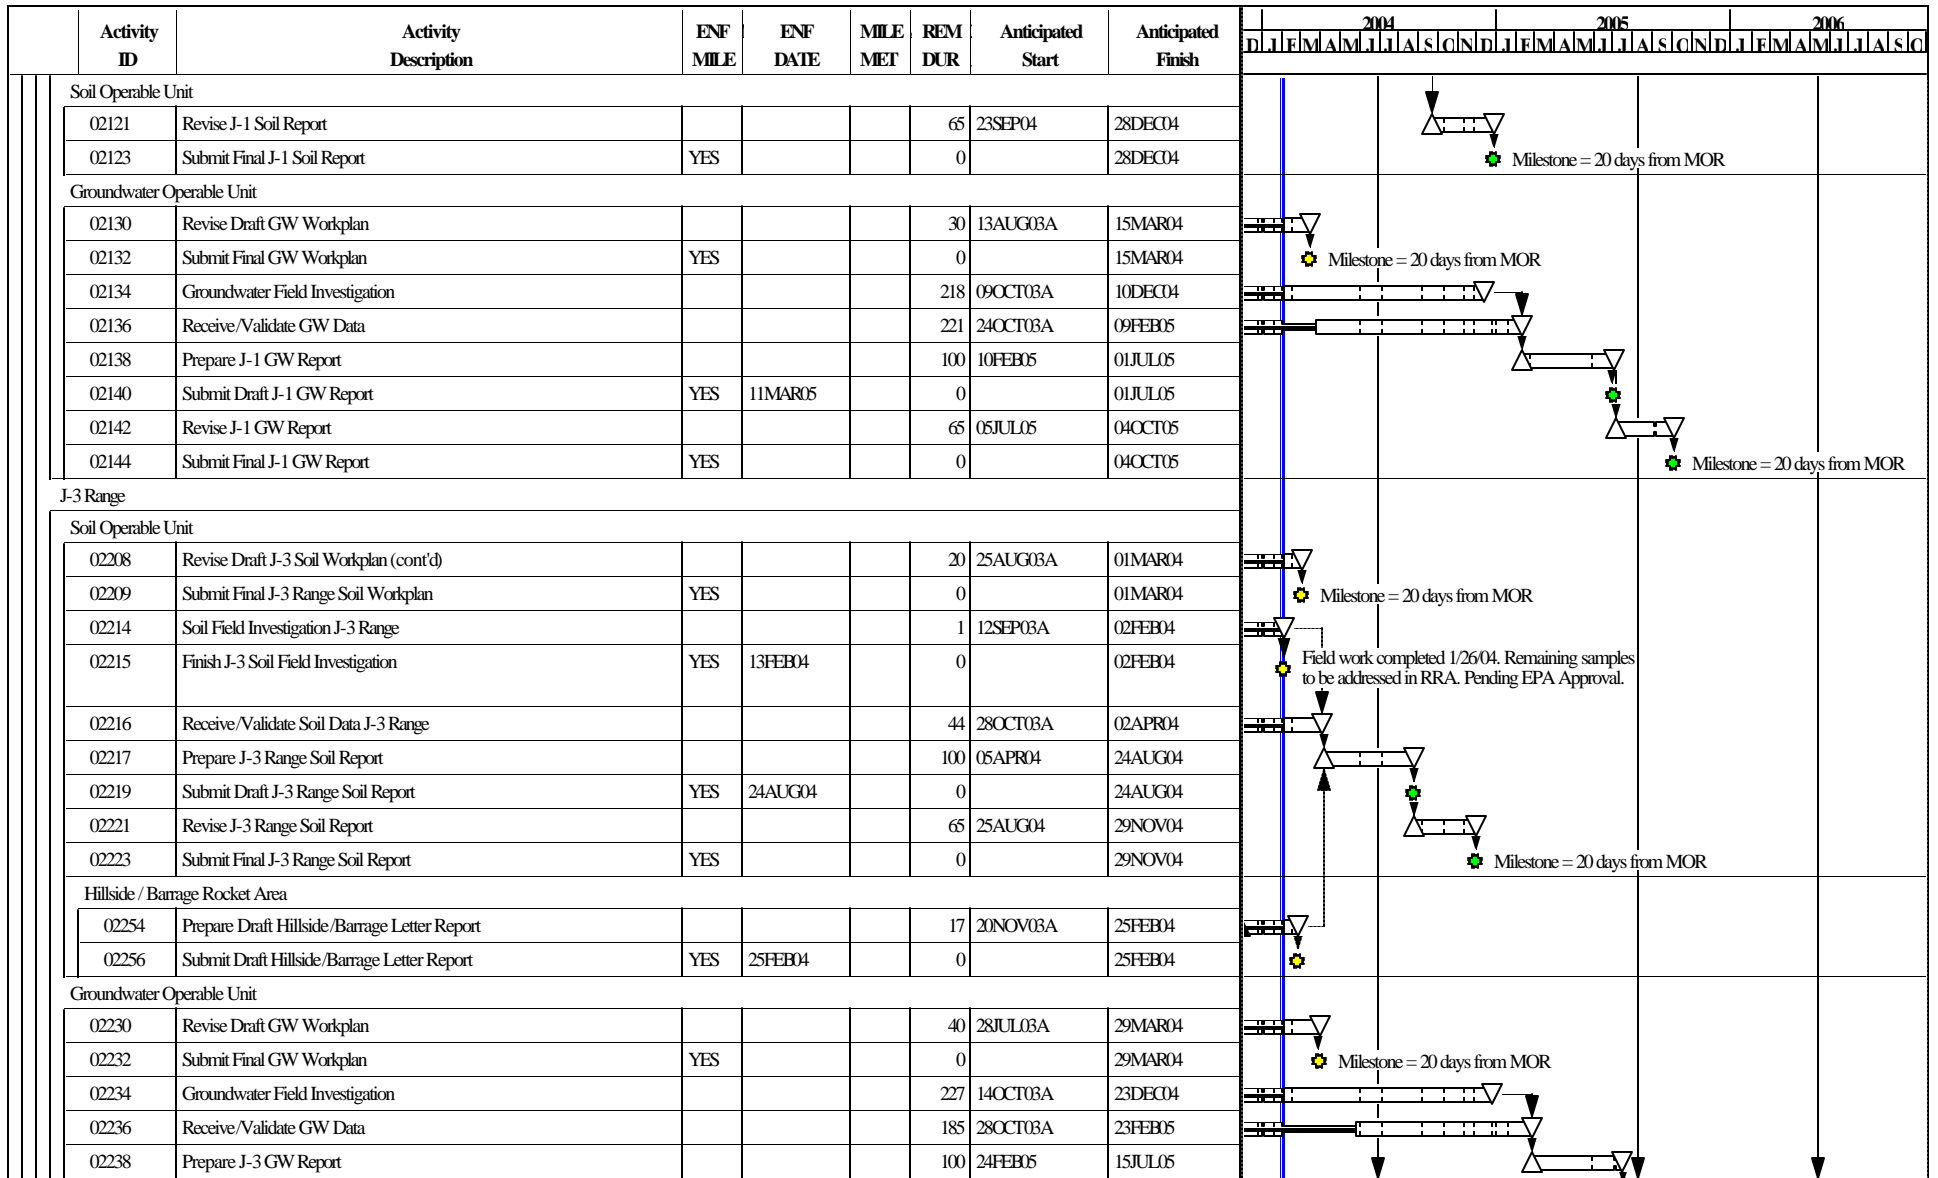 Activity ID Activity Description ENF MILE ENF DATE MILE MET REM DUR Anticipated Start Anticipated Finish
2004 2005 2006
D J F M A M J J A S O N D J F M A M J J A S O N D J F M A M J J A S O
Soil Operable Unit
02121 Revise J-1 Soil Report 65 23SEP04 28DEC04
02123 Submit Final J-1 Soil Report YES 0 28DEC04 Milestone = 20 days from MOR
Groundwater Operable Unit
02130 Revise Draft GW Workplan 30 13AUG03A 15MAR04
02132 Submit Final GW Workplan YES 0 15MAR04 Milestone = 20 days from MOR
02134 Groundwater Field Investigation 218 09OCT03A 10DEC04
02136 Receive/Validate GW Data 221 24OCT03A 09FEB05
02138 Prepare J-1 GW Report 100 10FEB05 01JUL05
02140 Submit Draft J-1 GW Report YES 11MAR05 0 01JUL05
02142 Revise J-1 GW Report 65 05JUL05 04OCT05
02144 Submit Final J-1 GW Report YES 0 04OCT05 Milestone = 20 days from MOR
J-3 Range
Soil Operable Unit
02208 Revise Draft J-3 Soil Workplan (cont'd) 20 25AUG03A 01MAR04
02209 Submit Final J-3 Range Soil Workplan YES 0 01MAR04 Milestone = 20 days from MOR
02214 Soil Field Investigation J-3 Range 1 12SEP03A 02FEB04
02215 Finish J-3 Soil Field Investigation YES 13FEB04 0 02FEB04 Field work completed 1/26/04. Remaining samples
to be addressed in RRA. Pending EPA Approval.
02216 Receive/Validate Soil Data J-3 Range 44 28OCT03A 02APR04
02217 Prepare J-3 Range Soil Report 100 05APR04 24AUG04
02219 Submit Draft J-3 Range Soil Report YES 24AUG04 0 24AUG04
02221 Revise J-3 Range Soil Report 65 25AUG04 29NOV04
02223 Submit Final J-3 Range Soil Report YES 0 29NOV04 Milestone = 20 days from MOR
Hillside / Barrage Rocket Area
02254 Prepare Draft Hillside/Barrage Letter Report 17 20NOV03A 25FEB04
02256 Submit Draft Hillside/Barrage Letter Report YES 25FEB04 0 25FEB04
Groundwater Operable Unit
02230 Revise Draft GW Workplan 40 28JUL03A 29MAR04
02232 Submit Final GW Workplan YES 0 29MAR04 Milestone = 20 days from MOR
02234 Groundwater Field Investigation 227 14OCT03A 23DEC04
02236 Receive/Validate GW Data 185 28OCT03A 23FEB05
02238 Prepare J-3 GW Report 100 24FEB05 15JUL05